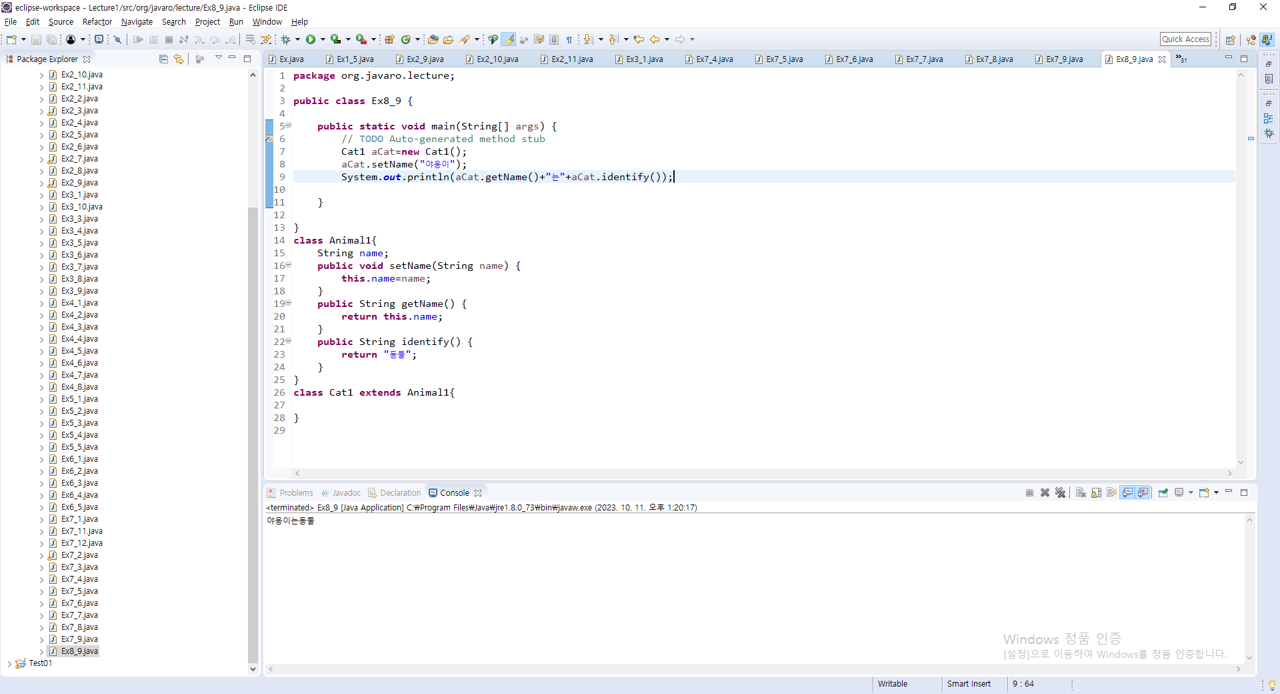 eclipse-workspace - Lecture1/src/org/javaro/lecture/Ex8_9.java - Eclipse IDE
File Edit Source Refactor Navigate Search Project Run Window Help
Quick Access
Package Explorer
Ex.java Ex1_5.java Ex2_9.java Ex2_10.java Ex2_11.java Ex3_1.java Ex7_4.java Ex7_5.java Ex7_6.java Ex7_7.java Ex7_8.java Ex7_9.java Ex8_9.java »31
Ex2_10.java
Ex2_11.java
Ex2_2.java
Ex2_3.java
Ex2_4.java
Ex2_5.java
Ex2_6.java
Ex2_7.java
Ex2_8.java
Ex2_9.java
Ex3_1.java
Ex3_10.java
Ex3_3.java
Ex3_4.java
Ex3_5.java
Ex3_6.java
Ex3_7.java
Ex3_8.java
Ex3_9.java
Ex4_1.java
Ex4_2.java
Ex4_3.java
Ex4_4.java
Ex4_5.java
Ex4_6.java
Ex4_7.java
Ex4_8.java
Ex5_1.java
Ex5_2.java
Ex5_3.java
Ex5_4.java
Ex5_5.java
Ex6_1.java
Ex6_2.java
Ex6_3.java
Ex6_4.java
Ex6_5.java
Ex7_1.java
Ex7_11.java
Ex7_12.java
Ex7_2.java
Ex7_3.java
Ex7_4.java
Ex7_5.java
Ex7_6.java
Ex7_7.java
Ex7_8.java
Ex7_9.java
Ex8_9.java
Test01
1 package org.javaro.lecture;
2
3 public class Ex8_9 {
4
5 public static void main(String[] args) {
6 // TODO Auto-generated method stub
7 Cat1 aCat=new Cat1();
8 aCat.setName("야옹이");
9 System.out.println(aCat.getName()+"는"+aCat.identify());
10
11 }
12
13 }
14 class Animal1{
15 String name;
16 public void setName(String name) {
17 this.name=name;
18 }
19 public String getName() {
20 return this.name;
21 }
22 public String identify() {
23 return "동물";
24 }
25 }
26 class Cat1 extends Animal1{
27
28 }
29
Problems Javadoc Declaration Console
<terminated> Ex8_9 [Java Application] C:₩Program Files₩Java₩jre1.8.0_73₩bin₩javaw.exe (2023. 10. 11. 오후 1:20:17)
야옹이는동물
Windows 정품 인증
[설정]으로 이동하여 Windows를 정품 인증합니다.
Writable Smart Insert 9 : 64